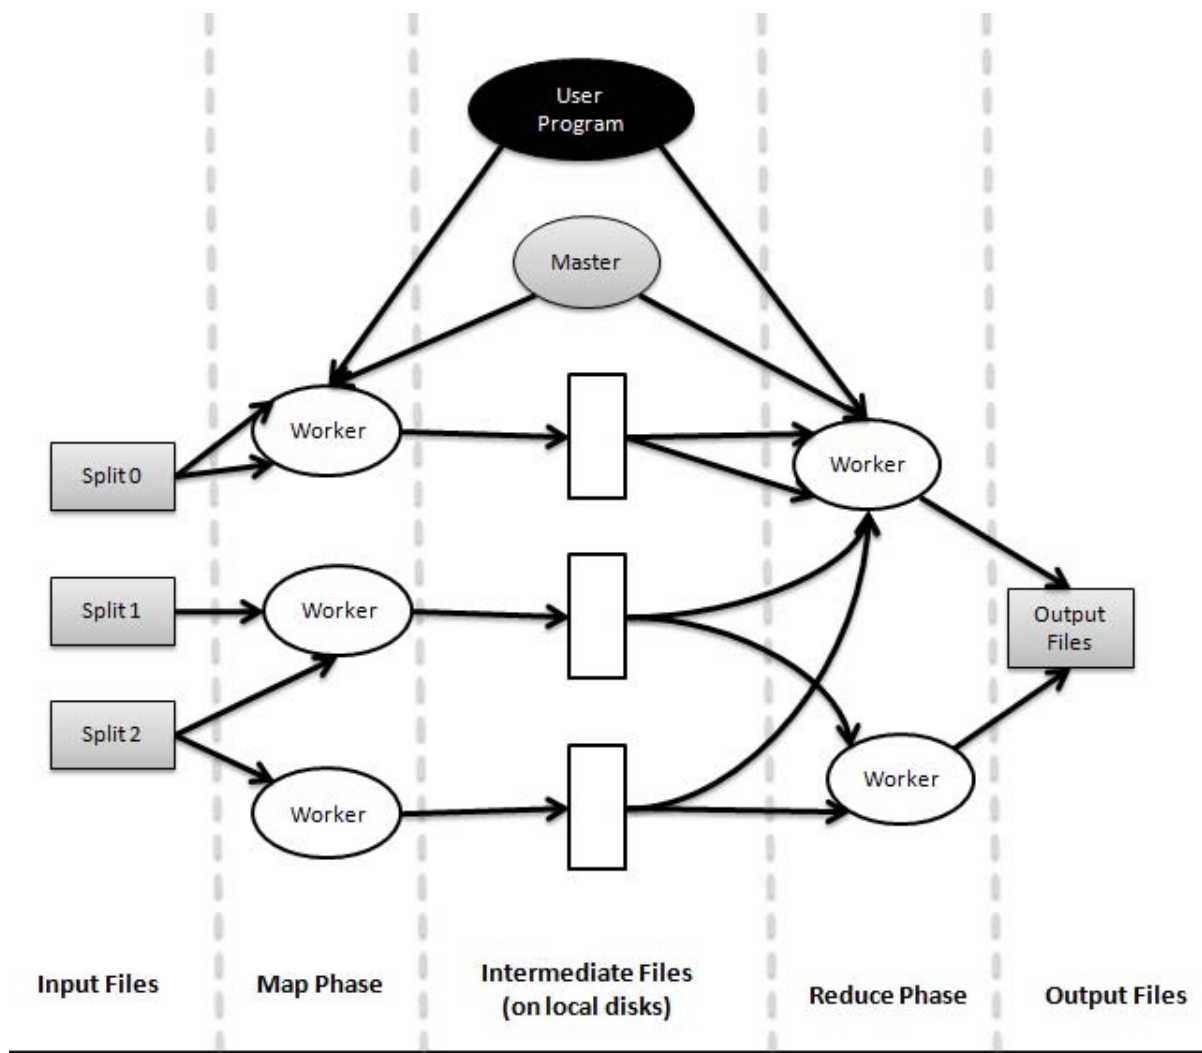 User
Program
Master
Worker
Worker
Split 0
Split 1
Worker
Output
Files
Split 2
Worker
Worker
Input Files
Map Phase
Intermediate Files
(on local disks)
Reduce Phase
Output Files